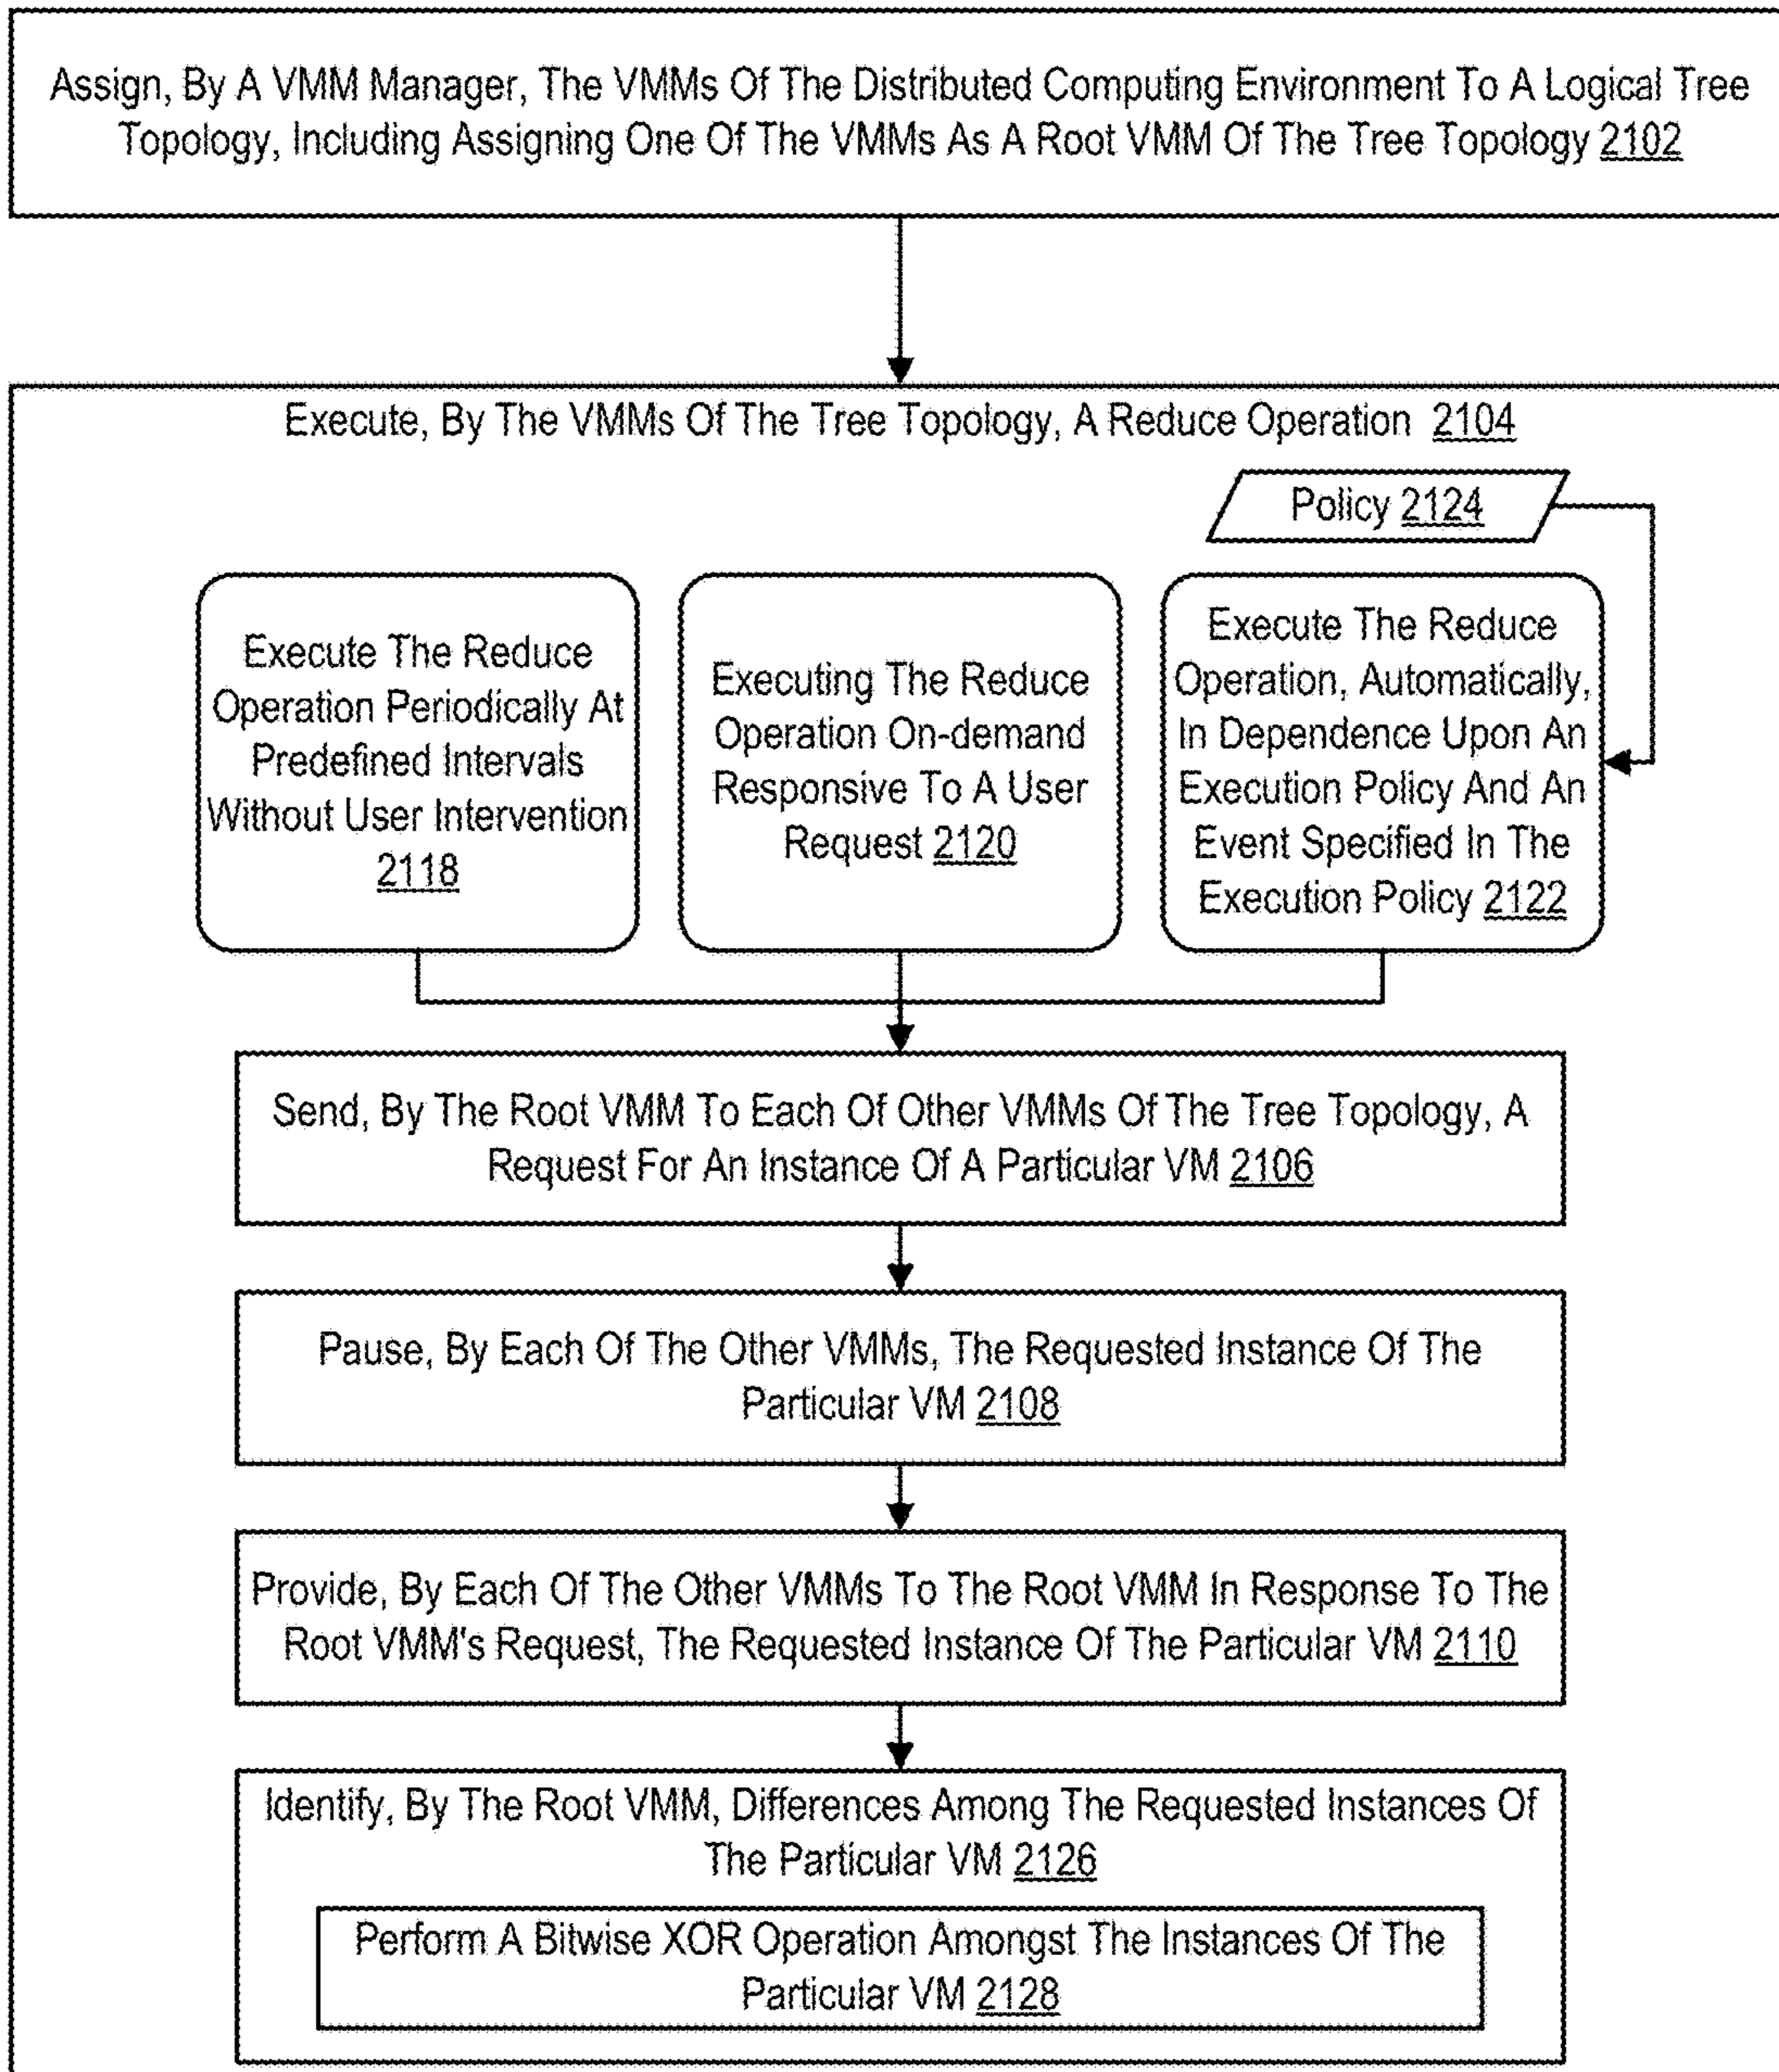 Assign, By A VMM Manager, The VMMs Of The Distributed Computing Environment To A Logical Tree
Topology, Including Assigning One Of The VMMs As A Root VMM Of The Tree Topology 2102
Execute, By The VMMs Of The Tree Topology, A Reduce Operation 2104
Policy 2124
Execute The Reduce
Operation Periodically At
Predefined Intervals
Without User Intervention
2118
Executing The Reduce
Operation On-demand
Responsive To A User
Request 2120
Execute The Reduce
Operation, Automatically,
In Dependence Upon An
Execution Policy And An
Event Specified In The
Execution Policy 2122
Send, By The Root VMM To Each Of Other VMMs Of The Tree Topology, A
Request For An Instance Of A Particular VM 2106
Pause, By Each Of The Other VMMs, The Requested Instance Of The
Particular VM 2108
Provide, By Each Of The Other VMMs To The Root VMM In Response To The
Root VMM's Request, The Requested Instance Of The Particular VM 2110
Identify, By The Root VMM, Differences Among The Requested Instances Of
The Particular VM 2126
Perform A Bitwise XOR Operation Amongst The Instances Of The
Particular VM 2128